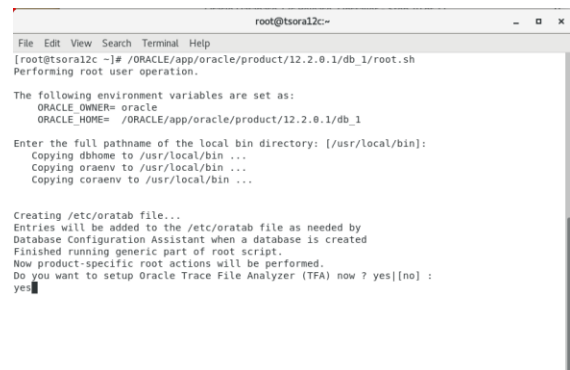 root@tsora12c:~
File Edit View Search Terminal Help
[root@tsora12c ~]# /ORACLE/app/oracle/product/12.2.0.1/db_1/root.sh
Performing root user operation.
The following environment variables are set as:
ORACLE_OWNER= oracle
ORACLE_HOME= /ORACLE/app/oracle/product/12.2.0.1/db_1
Enter the full pathname of the local bin directory: [/usr/local/bin]:
Copying dbhome to /usr/local/bin ...
Copying oraenv to /usr/local/bin ...
Copying coraenv to /usr/local/bin ...
Creating /etc/oratab file...
Entries will be added to the /etc/oratab file as needed by
Database Configuration Assistant when a database is created
Finished running generic part of root script.
Now product-specific root actions will be performed.
Do you want to setup Oracle Trace File Analyzer (TFA) now ? yes|[no] :
yes